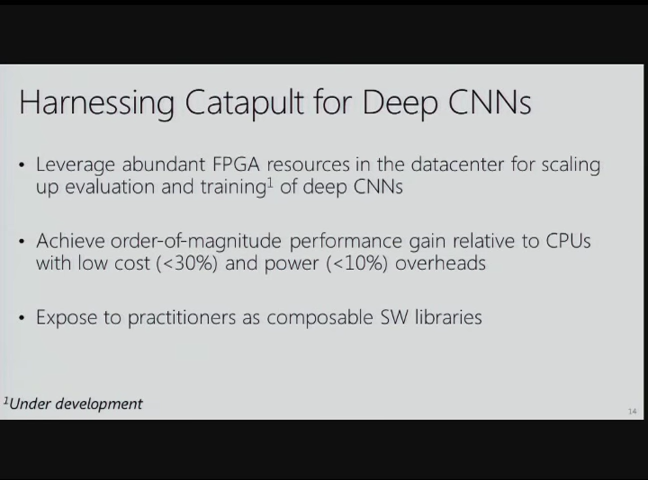 Harnessing Catapult for Deep CNNs
• Leverage abundant FPGA resources in the datacenter for scaling
up evaluation and training¹ of deep CNNs
• Achieve order-of-magnitude performance gain relative to CPUs
with low cost (<30%) and power (<10%) overheads
• Expose to practitioners as composable SW libraries
¹Under development
14